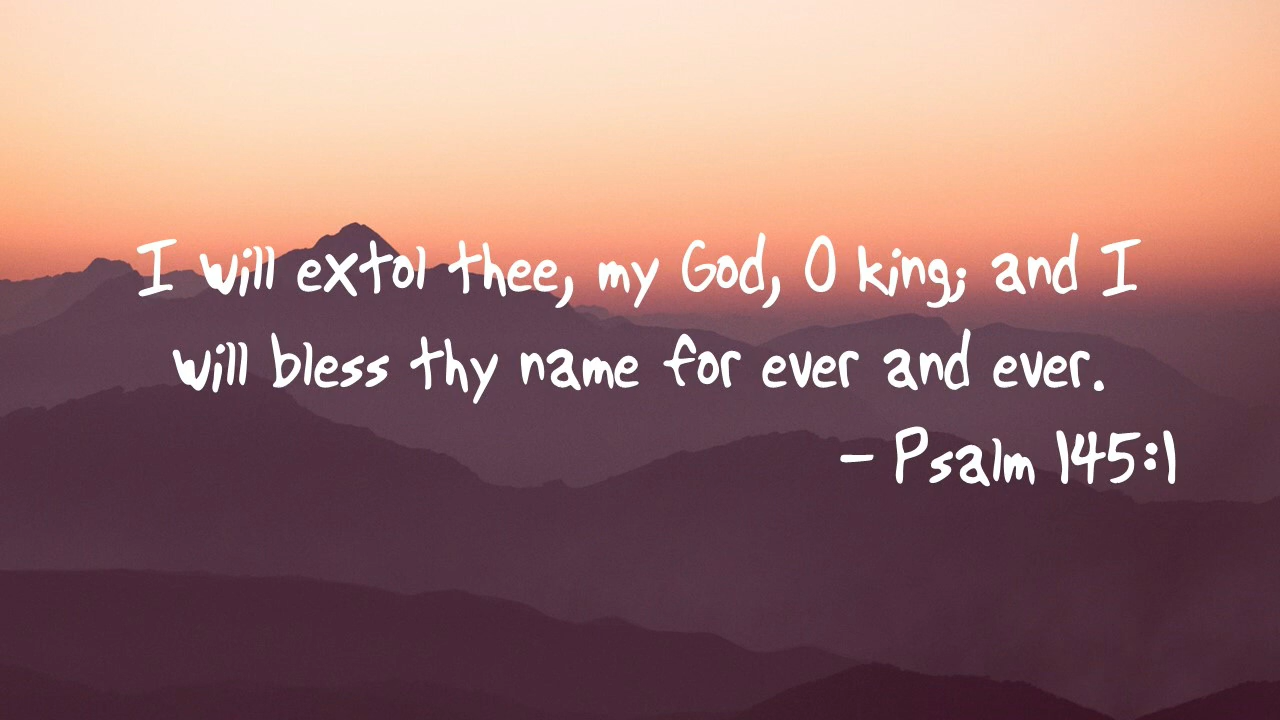 I will extol thee, my God, O king; and I
will bless thy name for ever and ever.
- Psalm 145:1